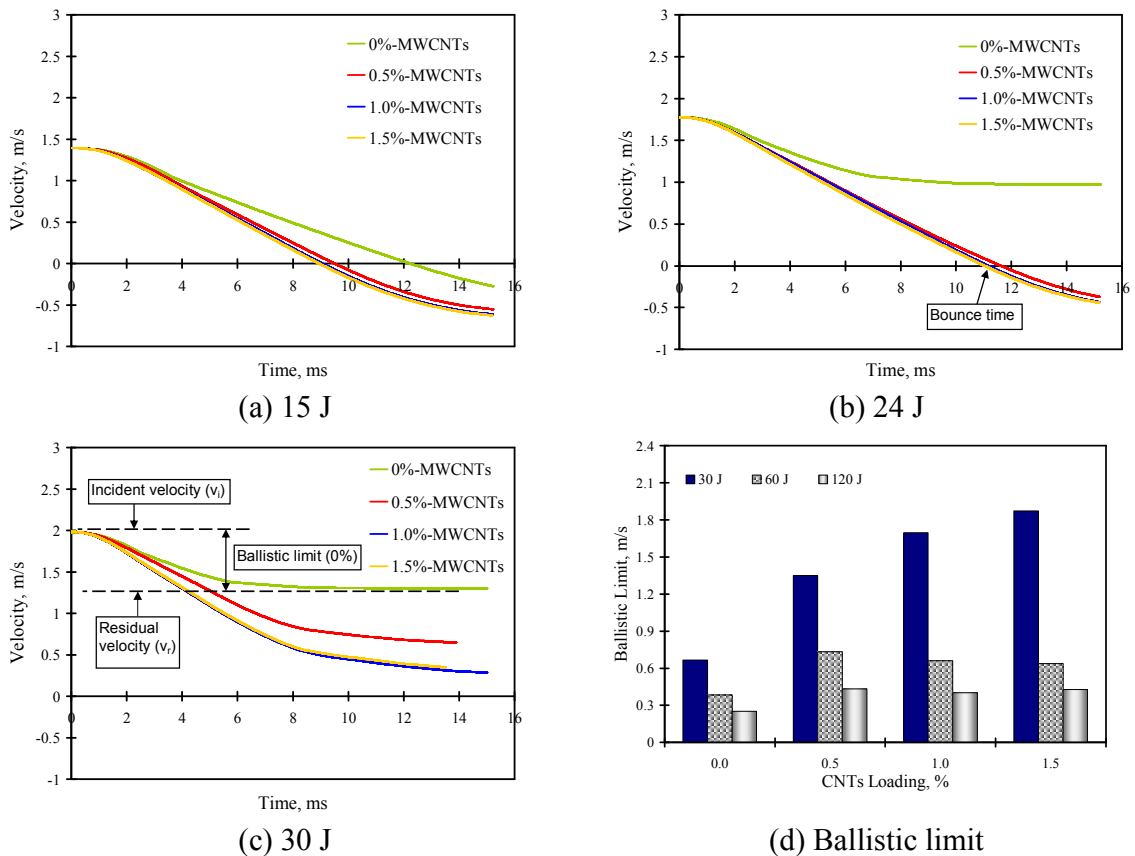 3
2.5
2
1.5
1
0.5
0
-0.5
-1
0 2 4 6 8 10 12 14 16
Velocity, m/s
Time, ms
0%-MWCNTs
0.5%-MWCNTs
1.0%-MWCNTs
1.5%-MWCNTs
(a) 15 J
3
2.5
2
1.5
1
0.5
0
-0.5
-1
0 2 4 6 8 10 12 14 16
Velocity, m/s
Time, ms
0%-MWCNTs
0.5%-MWCNTs
1.0%-MWCNTs
1.5%-MWCNTs
Bounce time
(b) 24 J
3
2.5
2
1.5
1
0.5
0
-0.5
-1
0 2 4 6 8 10 12 14 16
Velocity, m/s
Time, ms
0%-MWCNTs
0.5%-MWCNTs
1.0%-MWCNTs
1.5%-MWCNTs
Incident velocity (vi)
Ballistic limit (0%)
Residual
velocity (vr)
(c) 30 J
2.4
2.1
1.8
1.5
1.2
0.9
0.6
0.3
0
Ballistic Limit, m/s
30 J 60 J 120 J
0.0 0.5 1.0 1.5
CNTs Loading, %
(d) Ballistic limit